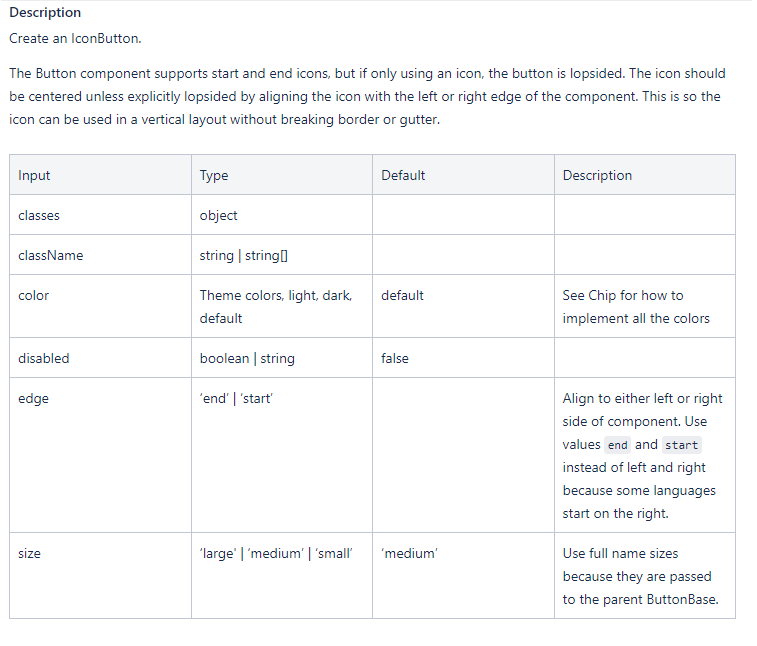 Description
Create an IconButton.
The Button component supports start and end icons, but if only using an icon, the button is lopsided. The icon should
be centered unless explicitly lopsided by aligning the icon with the left or right edge of the component. This is so the
icon can be used in a vertical layout without breaking border or gutter.
Input Type Default Description
classes object
className string | string[]
color Theme colors, light, dark, default See Chip for how to
default implement all the colors
disabled boolean | string false
edge 'end' | 'start' Align to either left or right
side of component. Use
values end and start
instead of left and right
because some languages
start on the right.
size 'large' | 'medium' | 'small' 'medium' Use full name sizes
because they are passed
to the parent ButtonBase.